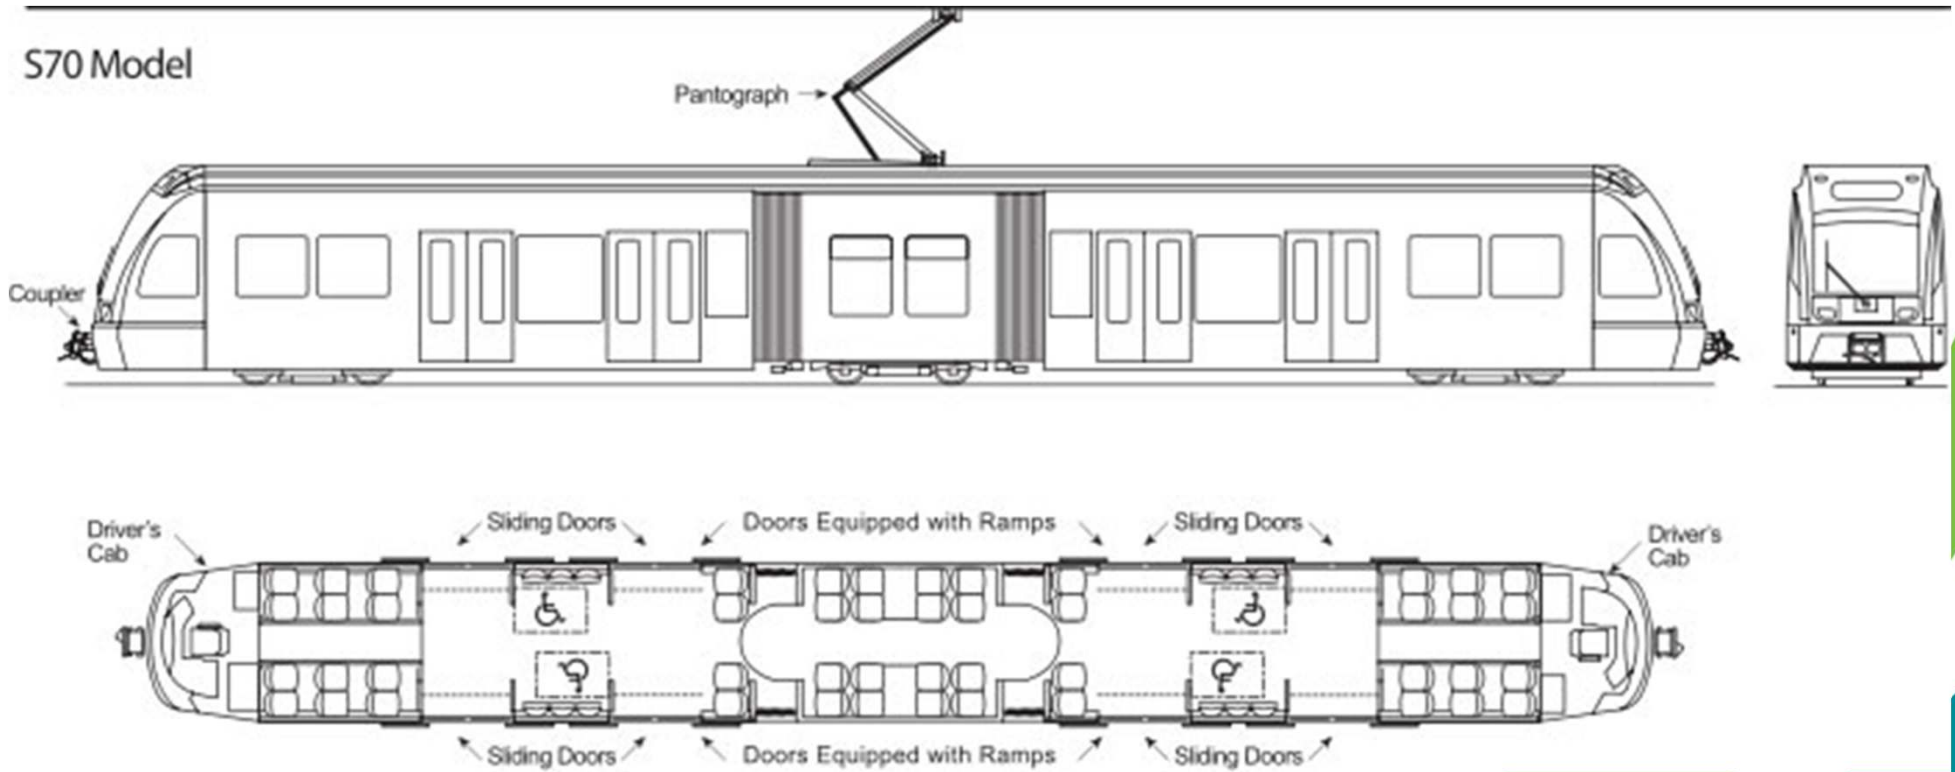 S70 Model
Pantograph
Coupler
Driver's
Cab
Sliding Doors
Doors Equipped with Ramps
Sliding Doors
Driver's
Cab
Sliding Doors
Doors Equipped with Ramps
Sliding Doors